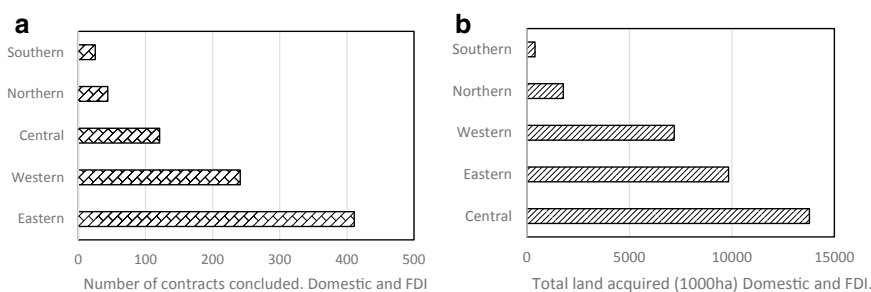 a
Southern
Northern
Central
Western
Eastern
0 100 200 300 400 500
Number of contracts concluded. Domestic and FDI
b
Southern
Northern
Western
Eastern
Central
0 5000 10000 15000
Total land acquired (1000ha) Domestic and FDI.